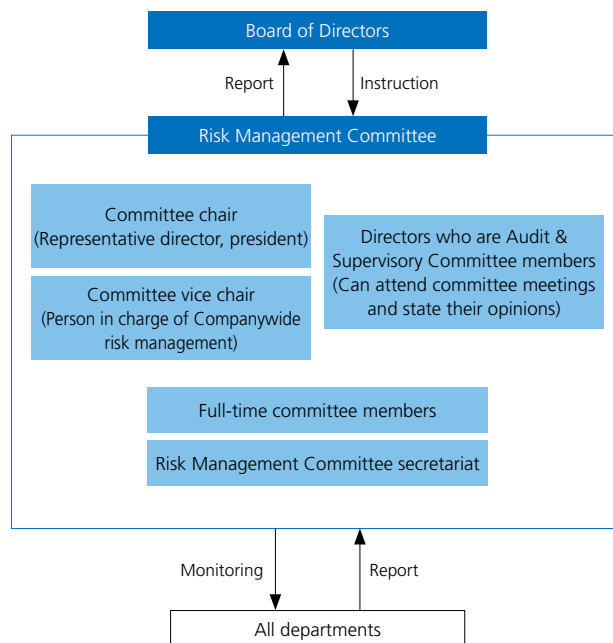 Board of Directors
Report
Instruction
Risk Management Committee
Committee chair
(Representative director, president)
Committee vice chair
(Person in charge of Companywide
risk management)
Directors who are Audit &
Supervisory Committee members
(Can attend committee meetings
and state their opinions)
Full-time committee members
Risk Management Committee secretariat
Monitoring
Report
All departments